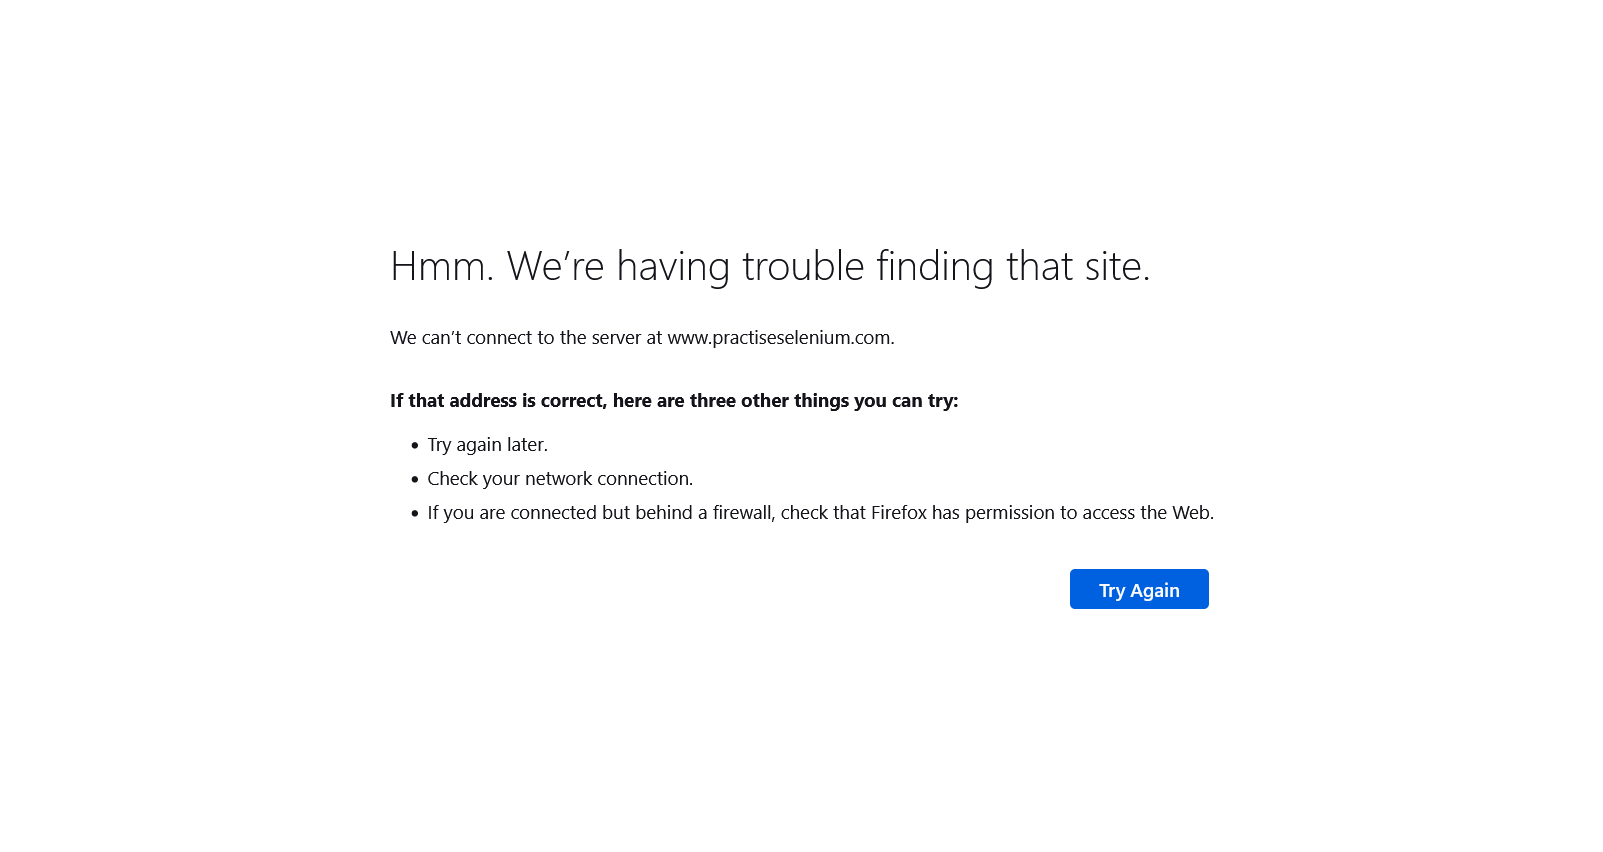 Hmm. We’re having trouble finding that site.
We can’t connect to the server at www.practiseselenium.com.
If that address is correct, here are three other things you can try:
• Try again later.
• Check your network connection.
• If you are connected but behind a firewall, check that Firefox has permission to access the Web.
Try Again